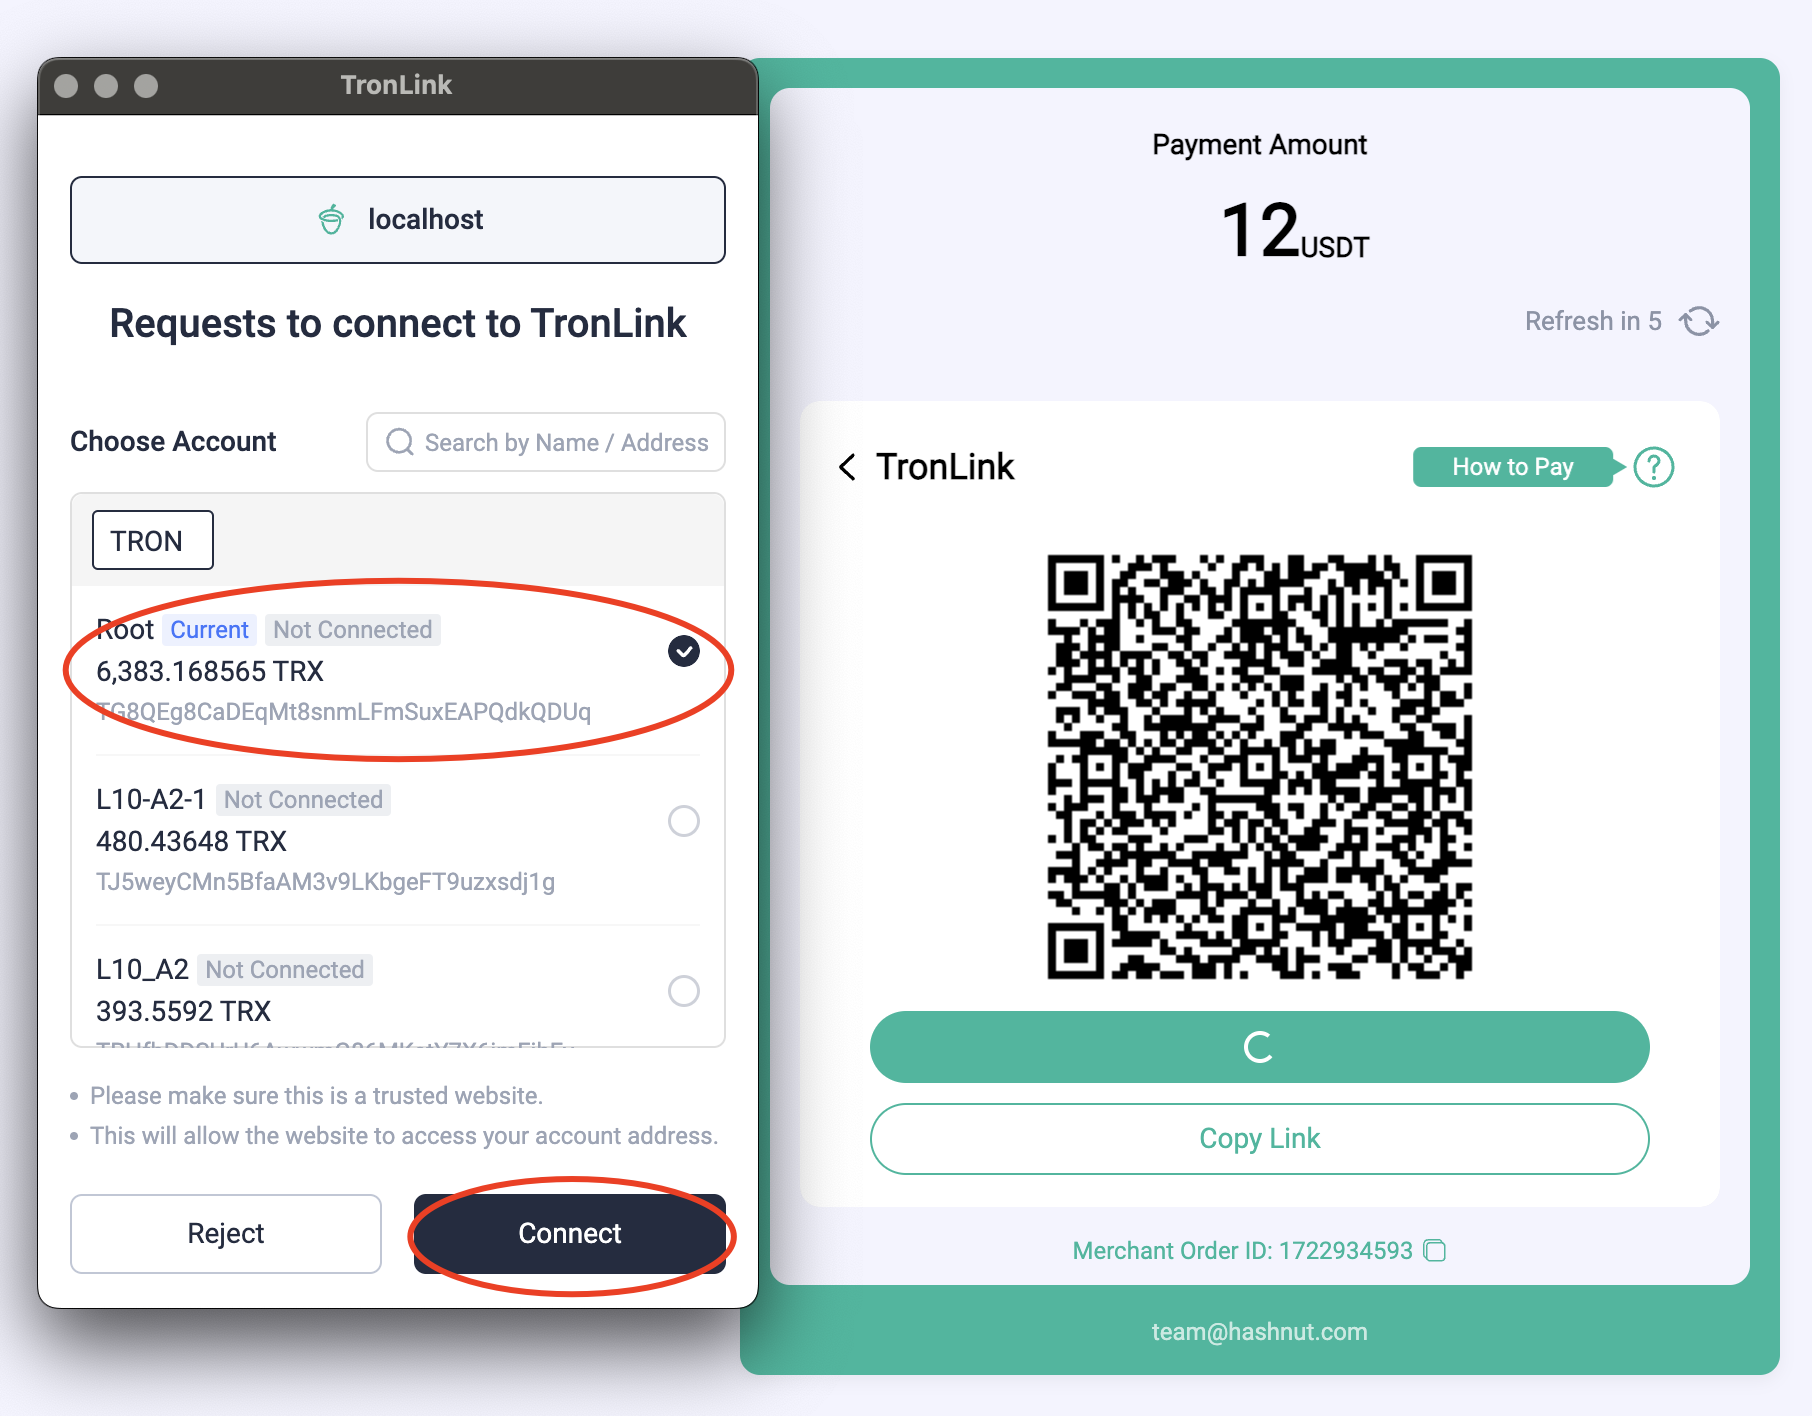 TronLink
localhost
Requests to connect to TronLink
Choose Account
Search by Name / Address
TRON
Root Current Not Connected
6,383.168565 TRX
TG8QEg8CaDEqMt8snmLFmSuxEAPQdkQDUq
L10-A2-1 Not Connected
480.43648 TRX
TJ5weyCMn5BfaAM3v9LKbgeFT9uzxsdj1g
L10_A2 Not Connected
393.5592 TRX
Please make sure this is a trusted website.
This will allow the website to access your account address.
Reject
Connect
Payment Amount
12 USDT
Refresh in 5
TronLink
How to Pay
?
Copy Link
Merchant Order ID: 1722934593
team@hashnut.com